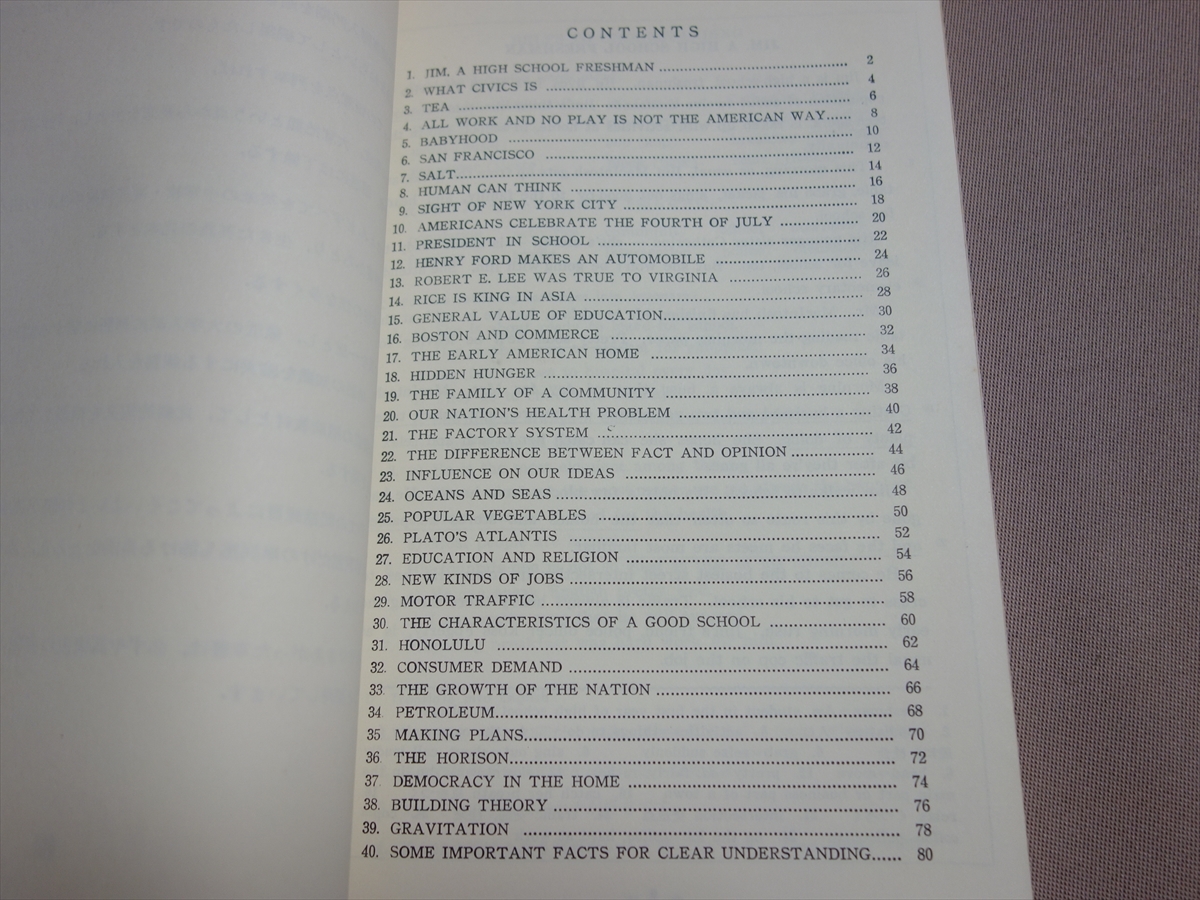 CONTENTS
1. JIM, A HIGH SCHOOL FRESHMAN ........ 2
2. WHAT CIVICS IS ........ 4
3. TEA ........ 6
4. ALL WORK AND NO PLAY IS NOT THE AMERICAN WAY...... 8
5. BABYHOOD ........ 10
6. SAN FRANCISCO ........ 12
7. SALT........ 14
8. HUMAN CAN THINK ........ 16
9. SIGHT OF NEW YORK CITY ........ 18
10. AMERICANS CELEBRATE THE FOURTH OF JULY ........ 20
11. PRESIDENT IN SCHOOL ........ 22
12. HENRY FORD MAKES AN AUTOMOBILE ........ 24
13. ROBERT E. LEE WAS TRUE TO VIRGINIA ........ 26
14. RICE IS KING IN ASIA ........ 28
15. GENERAL VALUE OF EDUCATION........ 30
16. BOSTON AND COMMERCE ........ 32
17. THE EARLY AMERICAN HOME ........ 34
18. HIDDEN HUNGER ........ 36
19. THE FAMILY OF A COMMUNITY ........ 38
20. OUR NATION'S HEALTH PROBLEM ........ 40
21. THE FACTORY SYSTEM ........ 42
22. THE DIFFERENCE BETWEEN FACT AND OPINION ........ 44
23. INFLUENCE ON OUR IDEAS ........ 46
24. OCEANS AND SEAS ........ 48
25. POPULAR VEGETABLES ........ 50
26. PLATO'S ATLANTIS ........ 52
27. EDUCATION AND RELIGION ........ 54
28. NEW KINDS OF JOBS ........ 56
29. MOTOR TRAFFIC ........ 58
30. THE CHARACTERISTICS OF A GOOD SCHOOL ........ 60
31. HONOLULU ........ 62
32. CONSUMER DEMAND ........ 64
33. THE GROWTH OF THE NATION ........ 66
34. PETROLEUM........ 68
35 MAKING PLANS........ 70
36. THE HORISON........ 72
37. DEMOCRACY IN THE HOME ........ 74
38. BUILDING THEORY ........ 76
39. GRAVITATION ........ 78
40. SOME IMPORTANT FACTS FOR CLEAR UNDERSTANDING...... 80